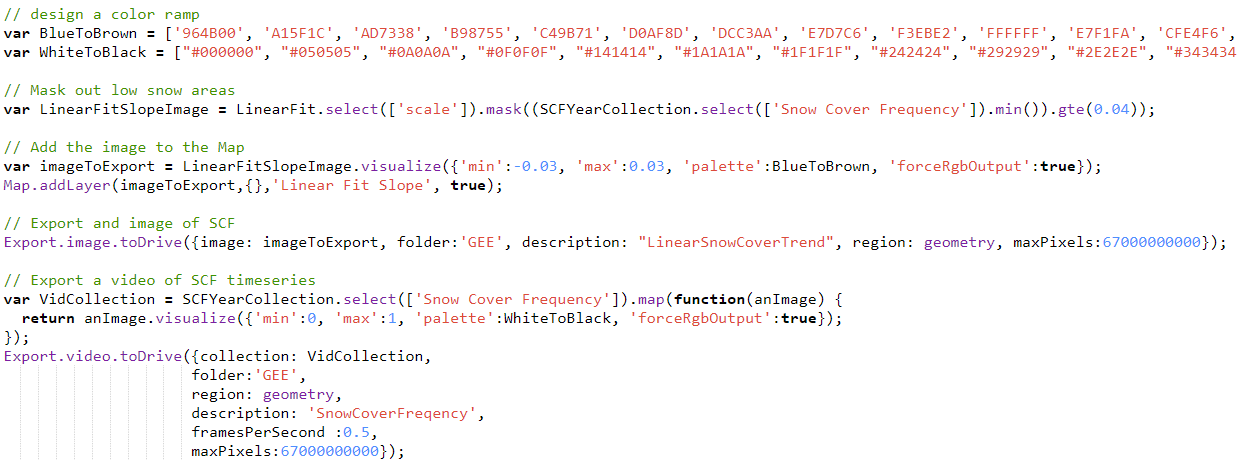 // design a color ramp
var BlueToBrown = ['964B00', 'A15F1C', 'AD7338', 'B98755', 'C49B71', 'D0AF8D', 'DCC3AA', 'E7D7C6', 'F3EBE2', 'FFFFFF', 'E7F1FA', 'CFE4F6',
var WhiteToBlack = ["#000000", "#050505", "#0A0A0A", "#0F0F0F", "#141414", "#1A1A1A", "#1F1F1F", "#242424", "#292929", "#2E2E2E", "#343434
// Mask out low snow areas
var LinearFitSlopeImage = LinearFit.select(['scale']).mask((SCFYearCollection.select(['Snow Cover Frequency']).min()).gte(0.04));
// Add the image to the Map
var imageToExport = LinearFitSlopeImage.visualize({'min':-0.03, 'max':0.03, 'palette':BlueToBrown, 'forceRgbOutput':true});
Map.addLayer(imageToExport,{},'Linear Fit Slope', true);
// Export and image of SCF
Export.image.toDrive({image: imageToExport, folder:'GEE', description: "LinearSnowCoverTrend", region: geometry, maxPixels:67000000000});
// Export a video of SCF timeseries
var VidCollection = SCFYearCollection.select(['Snow Cover Frequency']).map(function(anImage) {
return anImage.visualize({'min':0, 'max':1, 'palette':WhiteToBlack, 'forceRgbOutput':true});
});
Export.video.toDrive({collection: VidCollection,
folder:'GEE',
region: geometry,
description: 'SnowCoverFreqency',
framesPerSecond :0.5,
maxPixels:67000000000});